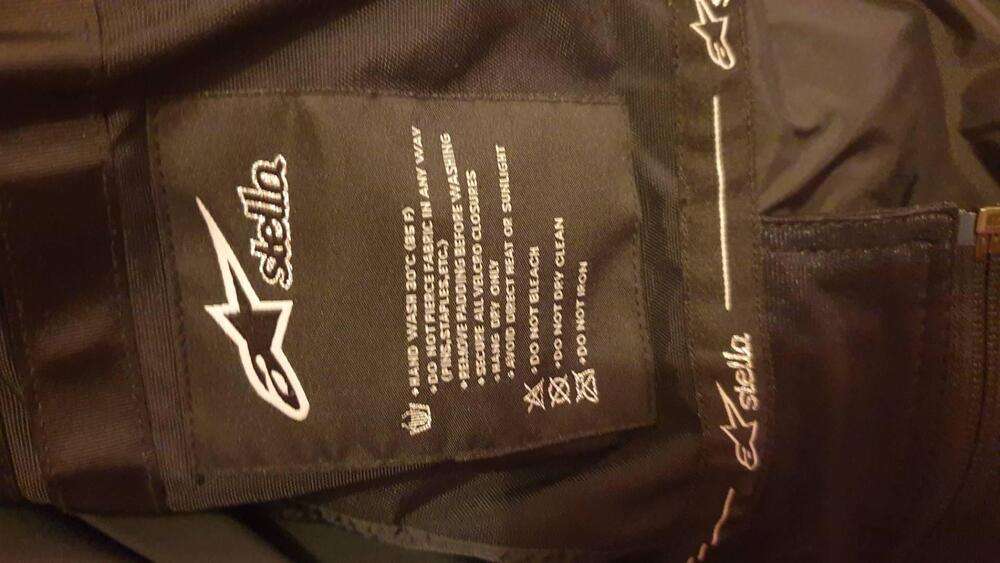 stella
•HAND WASH 30°C (85 F)
•DO NOT PIERCE FABRIC IN ANY WAY
(PINS,STAPLES,ETC.)
•REMOVE PADDING BEFORE WASHING
•SECURE ALL VELCRO CLOSURES
•HANG DRY ONLY
•AVOID DIRECT HEAT OR SUNLIGHT
•DO NOT BLEACH
•DO NOT DRY CLEAN
•DO NOT IRON
stella